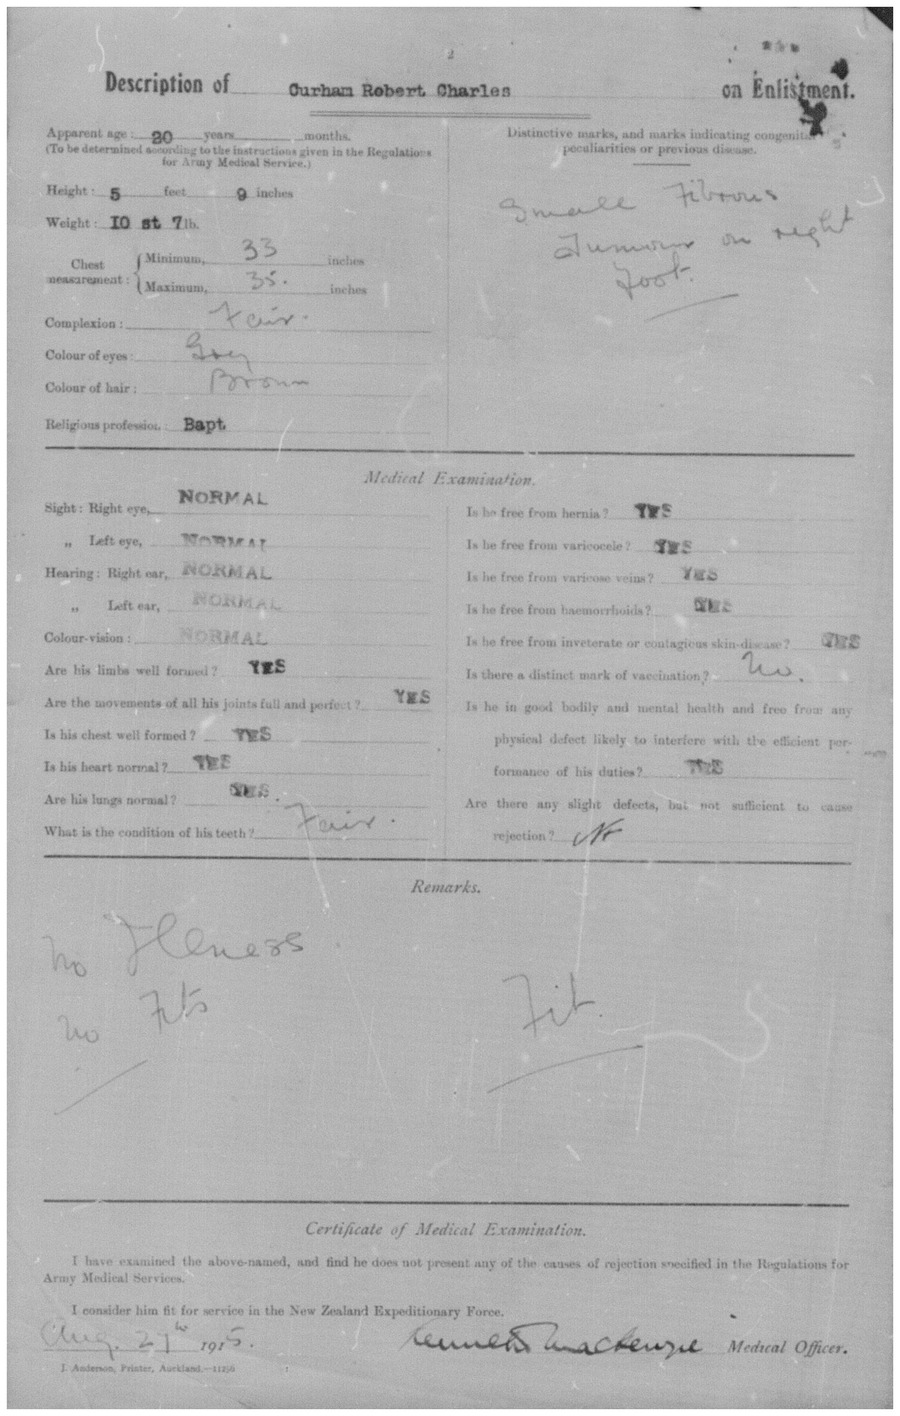 2
Description of Curham Robert Charles on Enlistment.
Apparent age: 20 years months.
(To be determined according to the instructions given in the Regulations
for Army Medical Service.)
Height: 5 feet 9 inches
Weight: IO st 7 lb.
Chest measurement: Minimum, 33 inches
Maximum, 35. inches
Complexion: Fair.
Colour of eyes: Grey
Colour of hair: Brown
Religious profession: Bapt
Distinctive marks, and marks indicating congenital
peculiarities or previous disease.
Small Fibrous
Tumour on right
Foot.
Medical Examination.
Sight: Right eye, NORMAL
„ Left eye, NORMAL
Hearing: Right ear, NORMAL
„ Left ear, NORMAL
Colour-vision: NORMAL
Are his limbs well formed? YES
Are the movements of all his joints full and perfect? YES
Is his chest well formed? YES
Is his heart normal? YES
Are his lungs normal? YES.
What is the condition of his teeth? Fair.
Is he free from hernia? YES
Is he free from varicocele? YES
Is he free from varicose veins? YES
Is he free from haemorrhoids? YES
Is he free from inveterate or contagious skin-disease? YES
Is there a distinct mark of vaccination? No.
Is he in good bodily and mental health and free from any
physical defect likely to interfere with the efficient per-
formance of his duties? YES
Are there any slight defects, but not sufficient to cause
rejection? No
Remarks.
No Illness
No Fits
Fit.
Certificate of Medical Examination.
I have examined the above-named, and find he does not present any of the causes of rejection specified in the Regulations for
Army Medical Services.
I consider him fit for service in the New Zealand Expeditionary Force.
Aug. 21 1915. Kenneth Mackenzie Medical Officer.
J. Anderson, Printer, Auckland.—11256